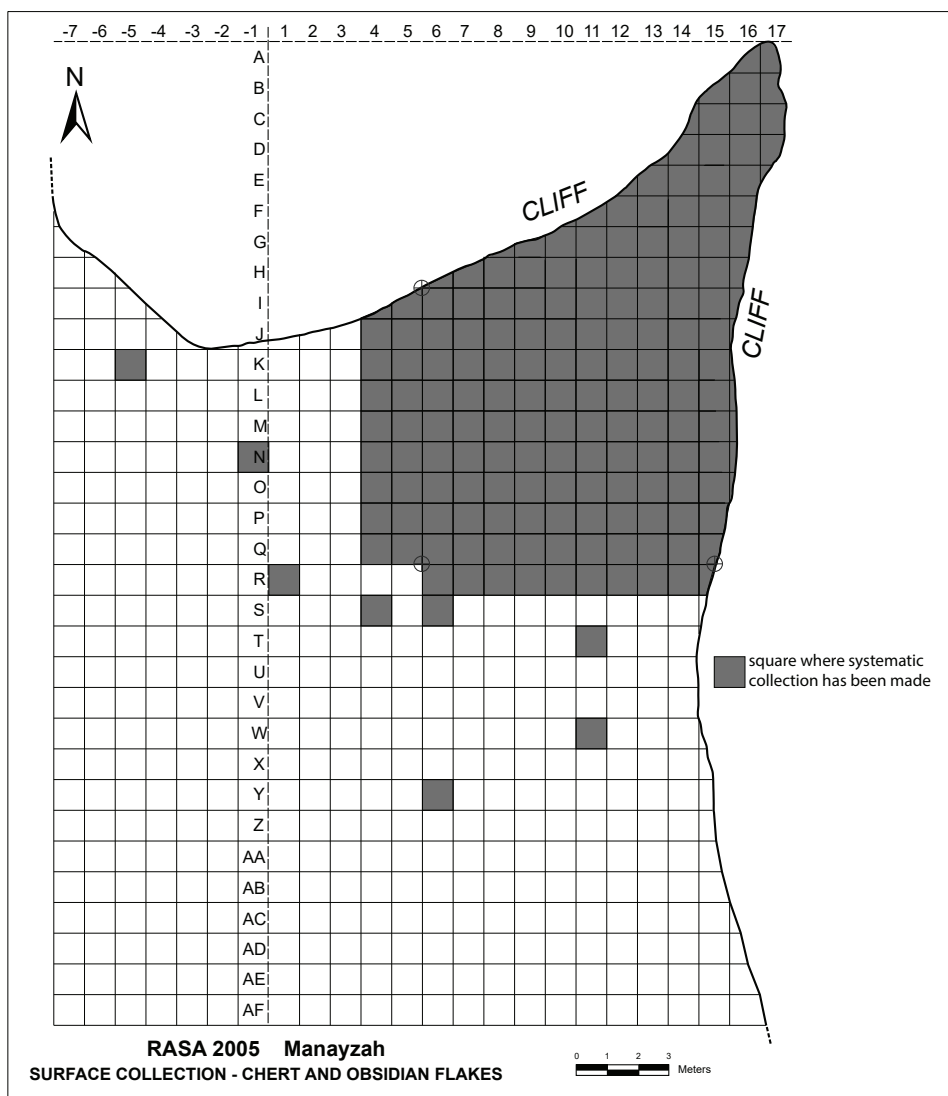 -7 -6 -5 -4 -3 -2 -1 1 2 3 4 5 6 7 8 9 10 11 12 13 14 15 16 17
A
N
B
C
D
E
F
CLIFF
G
H
I
CLIFF
J
K
L
M
N
O
P
Q
R
S
T
U
square where systematic
collection has been made
V
W
X
Y
Z
AA
AB
AC
AD
AE
AF
RASA 2005 Manayzah
SURFACE COLLECTION - CHERT AND OBSIDIAN FLAKES
0 1 2 3
Meters